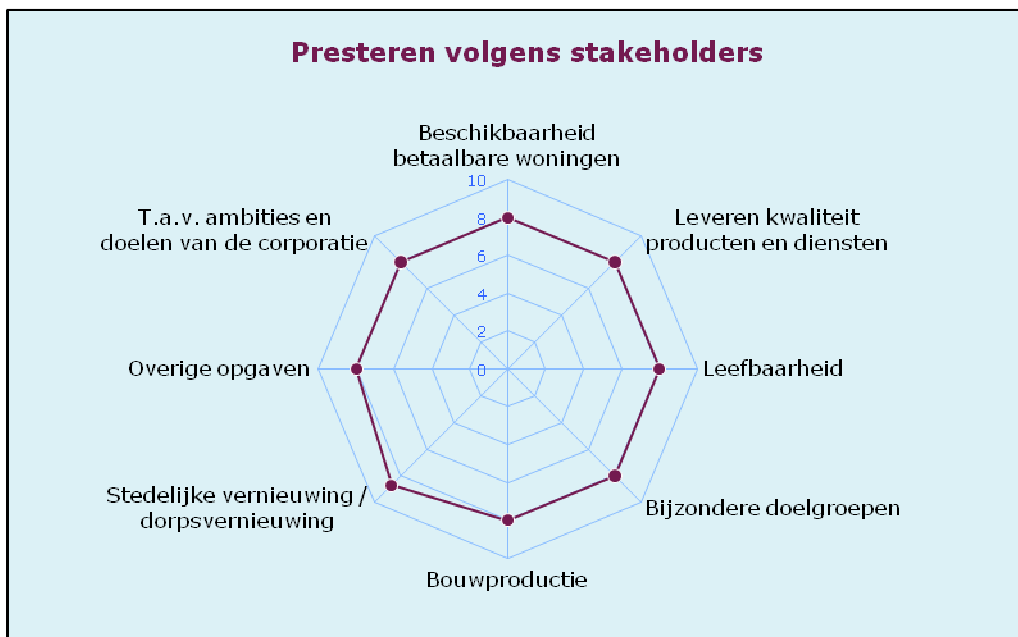 Presteren volgens stakeholders
Beschikbaarheid
betaalbare woningen
10
T.a.v. ambities en
doelen van de corporatie
8
Leveren kwaliteit
producten en diensten
6
4
2
Overige opgaven
0
Leefbaarheid
Stedelijke vernieuwing /
dorpsvernieuwing
Bijzondere doelgroepen
Bouwproductie